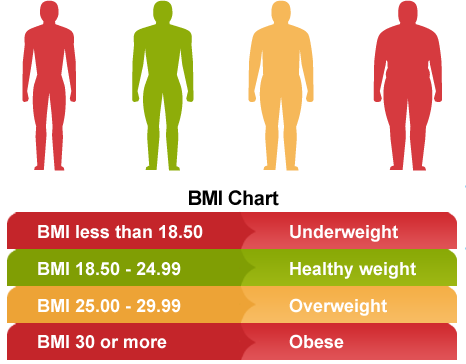 BMI Chart
BMI less than 18.50 Underweight
BMI 18.50 - 24.99 Healthy weight
BMI 25.00 - 29.99 Overweight
BMI 30 or more Obese